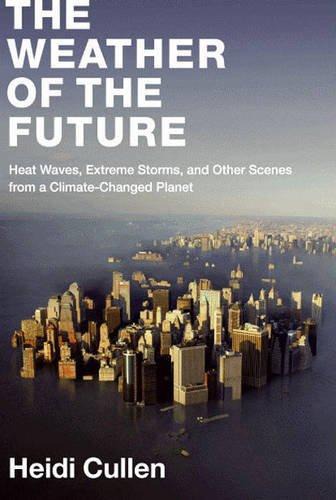 THE
WEATHER
OF THE
FUTURE
Heat Waves, Extreme Storms, and Other Scenes
from a Climate-Changed Planet
Heidi Cullen